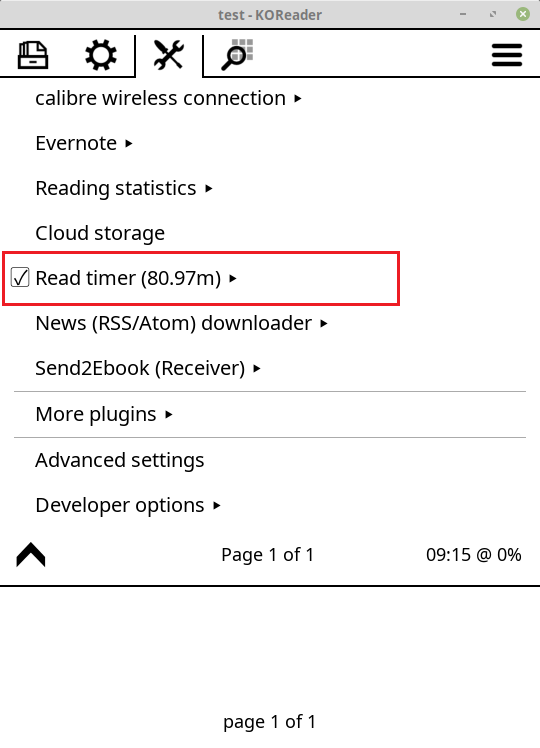 test - KOReader
calibre wireless connection ▸
Evernote ▸
Reading statistics ▸
Cloud storage
Read timer (80.97m) ▸
News (RSS/Atom) downloader ▸
Send2Ebook (Receiver) ▸
More plugins ▸
Advanced settings
Developer options ▸
Page 1 of 1 09:15 @ 0%
page 1 of 1